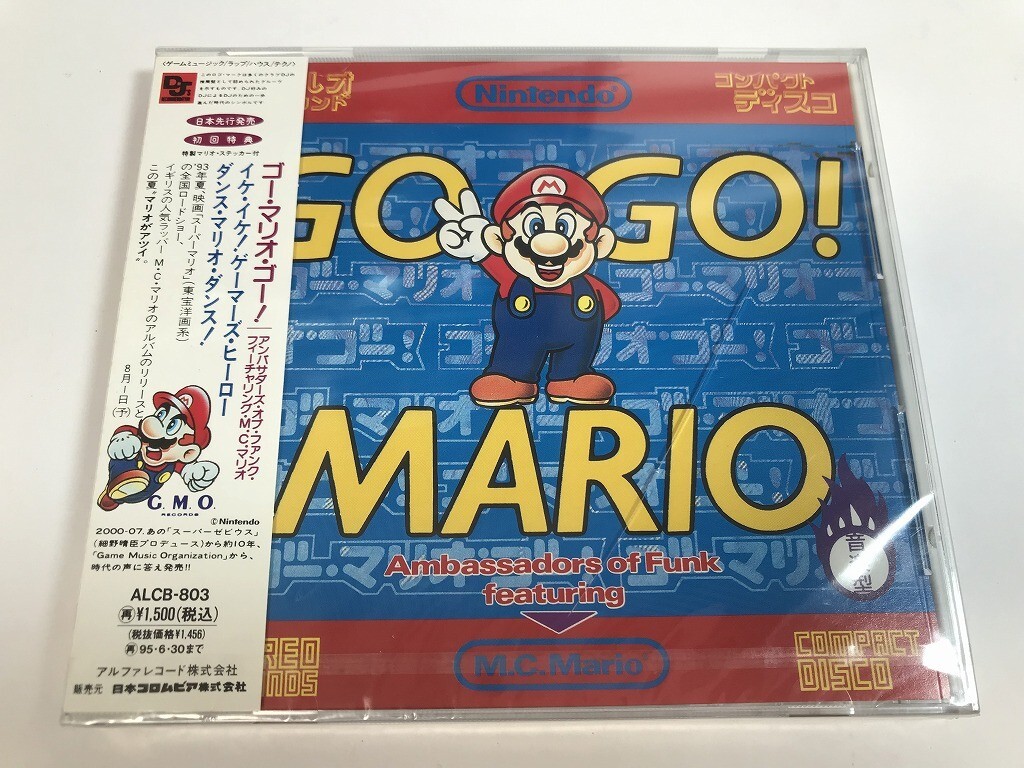 〈ゲームミュージック/ラップ/ハウス/テクノ〉
DJ
日本先行発売
初回特典
特製マリオ・ステッカー付
ゴー・マリオ・ゴー!
アンバサダーズ・オブ・ファンク・
フィーチャリング・M・C・マリオ
イケ・イケ!ゲーマーズ・ヒーロー
ダンス・マリオ・ダンス!
'93年夏、映画「スーパーマリオ」(東宝洋画系)
の全国ロードショー、
イギリスの人気ラッパー M・C・マリオのアルバムのリリースと
この夏“マリオがアツイ”。
8月1日(予)
G.M.O.
RECORDS
©Nintendo
2000-07.あの「スーパーゼビウス」
(細野晴臣プロデュース)から約10年、
「Game Music Organization」から、
時代の声に答え発売!!
ALCB-803
再¥1,500(税込)
(税抜価格¥1,456)
再95・6・30まで
アルファレコード株式会社
販売元 日本コロムビア株式会社
ルオ
ンド
Nintendo®
コンパクト
ディスコ
GO GO!
M
MARIO
音 型
Ambassadors of Funk
featuring
M.C.Mario
REO
NDS
COMPACT
DISCO